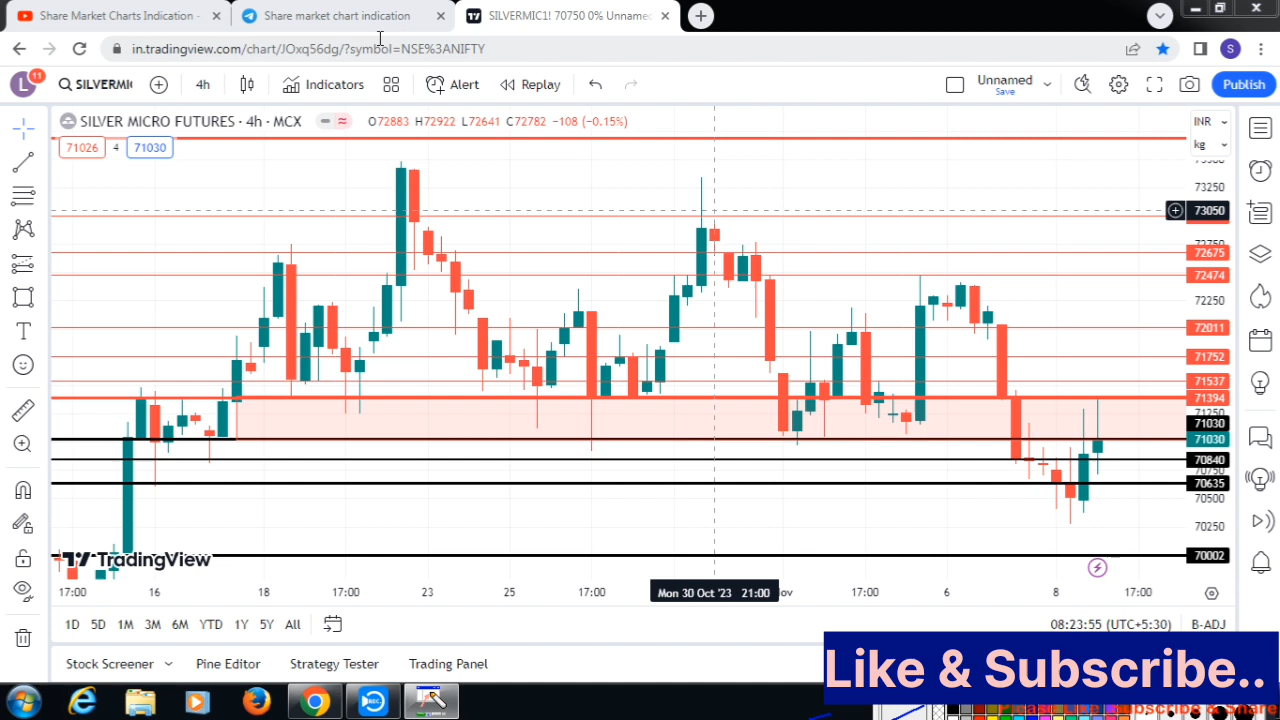 Share Market Charts Indication -
Share market chart indication
SILVERMIC1! 70750 0% Unnamed
in.tradingview.com/chart/JOxq56dg/?symbol=NSE%3ANIFTY
S
L
11
SILVERMIC
4h
Indicators
Alert
Replay
Unnamed
Save
Publish
SILVER MICRO FUTURES · 4h · MCX
O72883 H72922 L72641 C72782 −108 (−0.15%)
71026
4
71030
INR
kg
73250
73050
72675
72474
72250
72011
71752
71537
71394
71250
71030
71030
70840
70750
70635
70500
70250
70002
TradingView
17:00
16
18
17:00
23
25
17:00
Mon 30 Oct '23 21:00
17:00
6
8
17:00
1D 5D 1M 3M 6M YTD 1Y 5Y All
08:23:55 (UTC+5:30)
B-ADJ
Stock Screener
Pine Editor
Strategy Tester
Trading Panel
Like & Subscribe..
REC